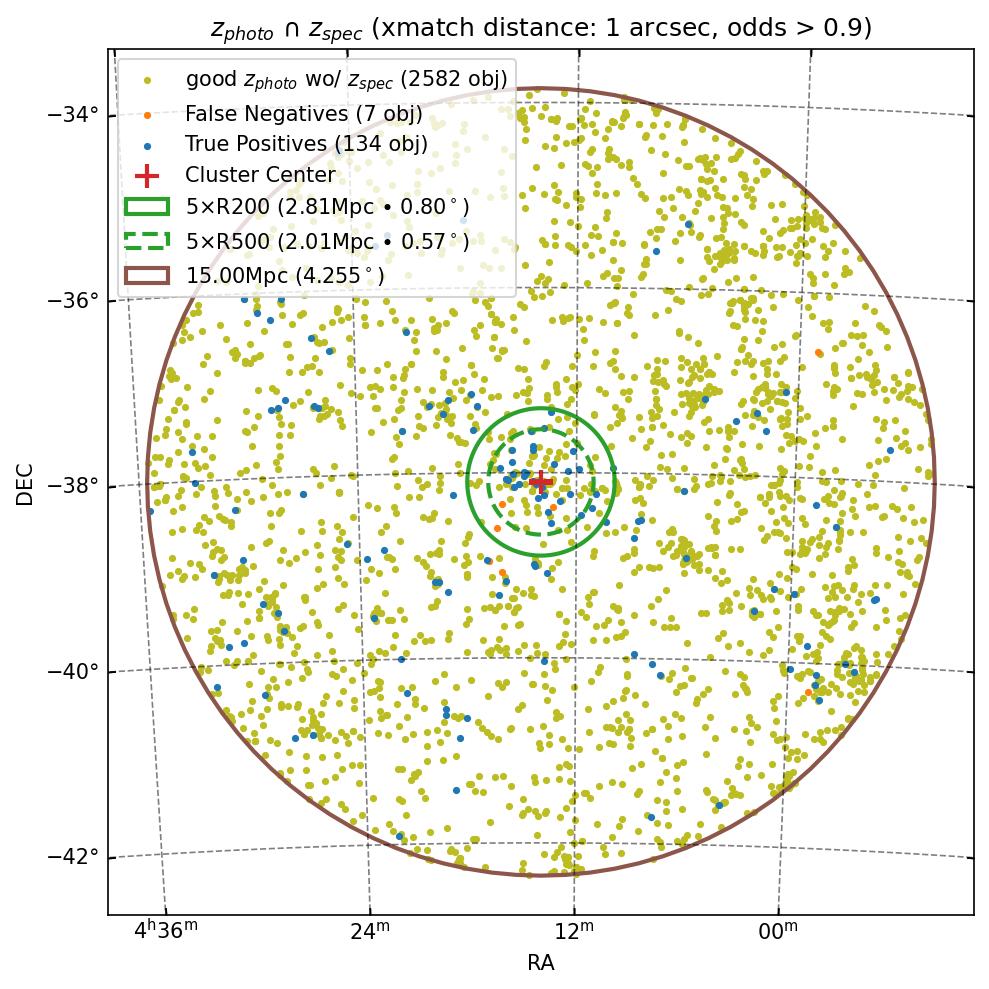 z_photo ∩ z_spec (xmatch distance: 1 arcsec, odds > 0.9)
good z_photo wo/ z_spec (2582 obj)
False Negatives (7 obj)
True Positives (134 obj)
Cluster Center
5×R200 (2.81Mpc • 0.80°)
5×R500 (2.01Mpc • 0.57°)
15.00Mpc (4.255°)
−34°
−36°
−38°
−40°
−42°
DEC
4h36m 24m 12m 00m
RA